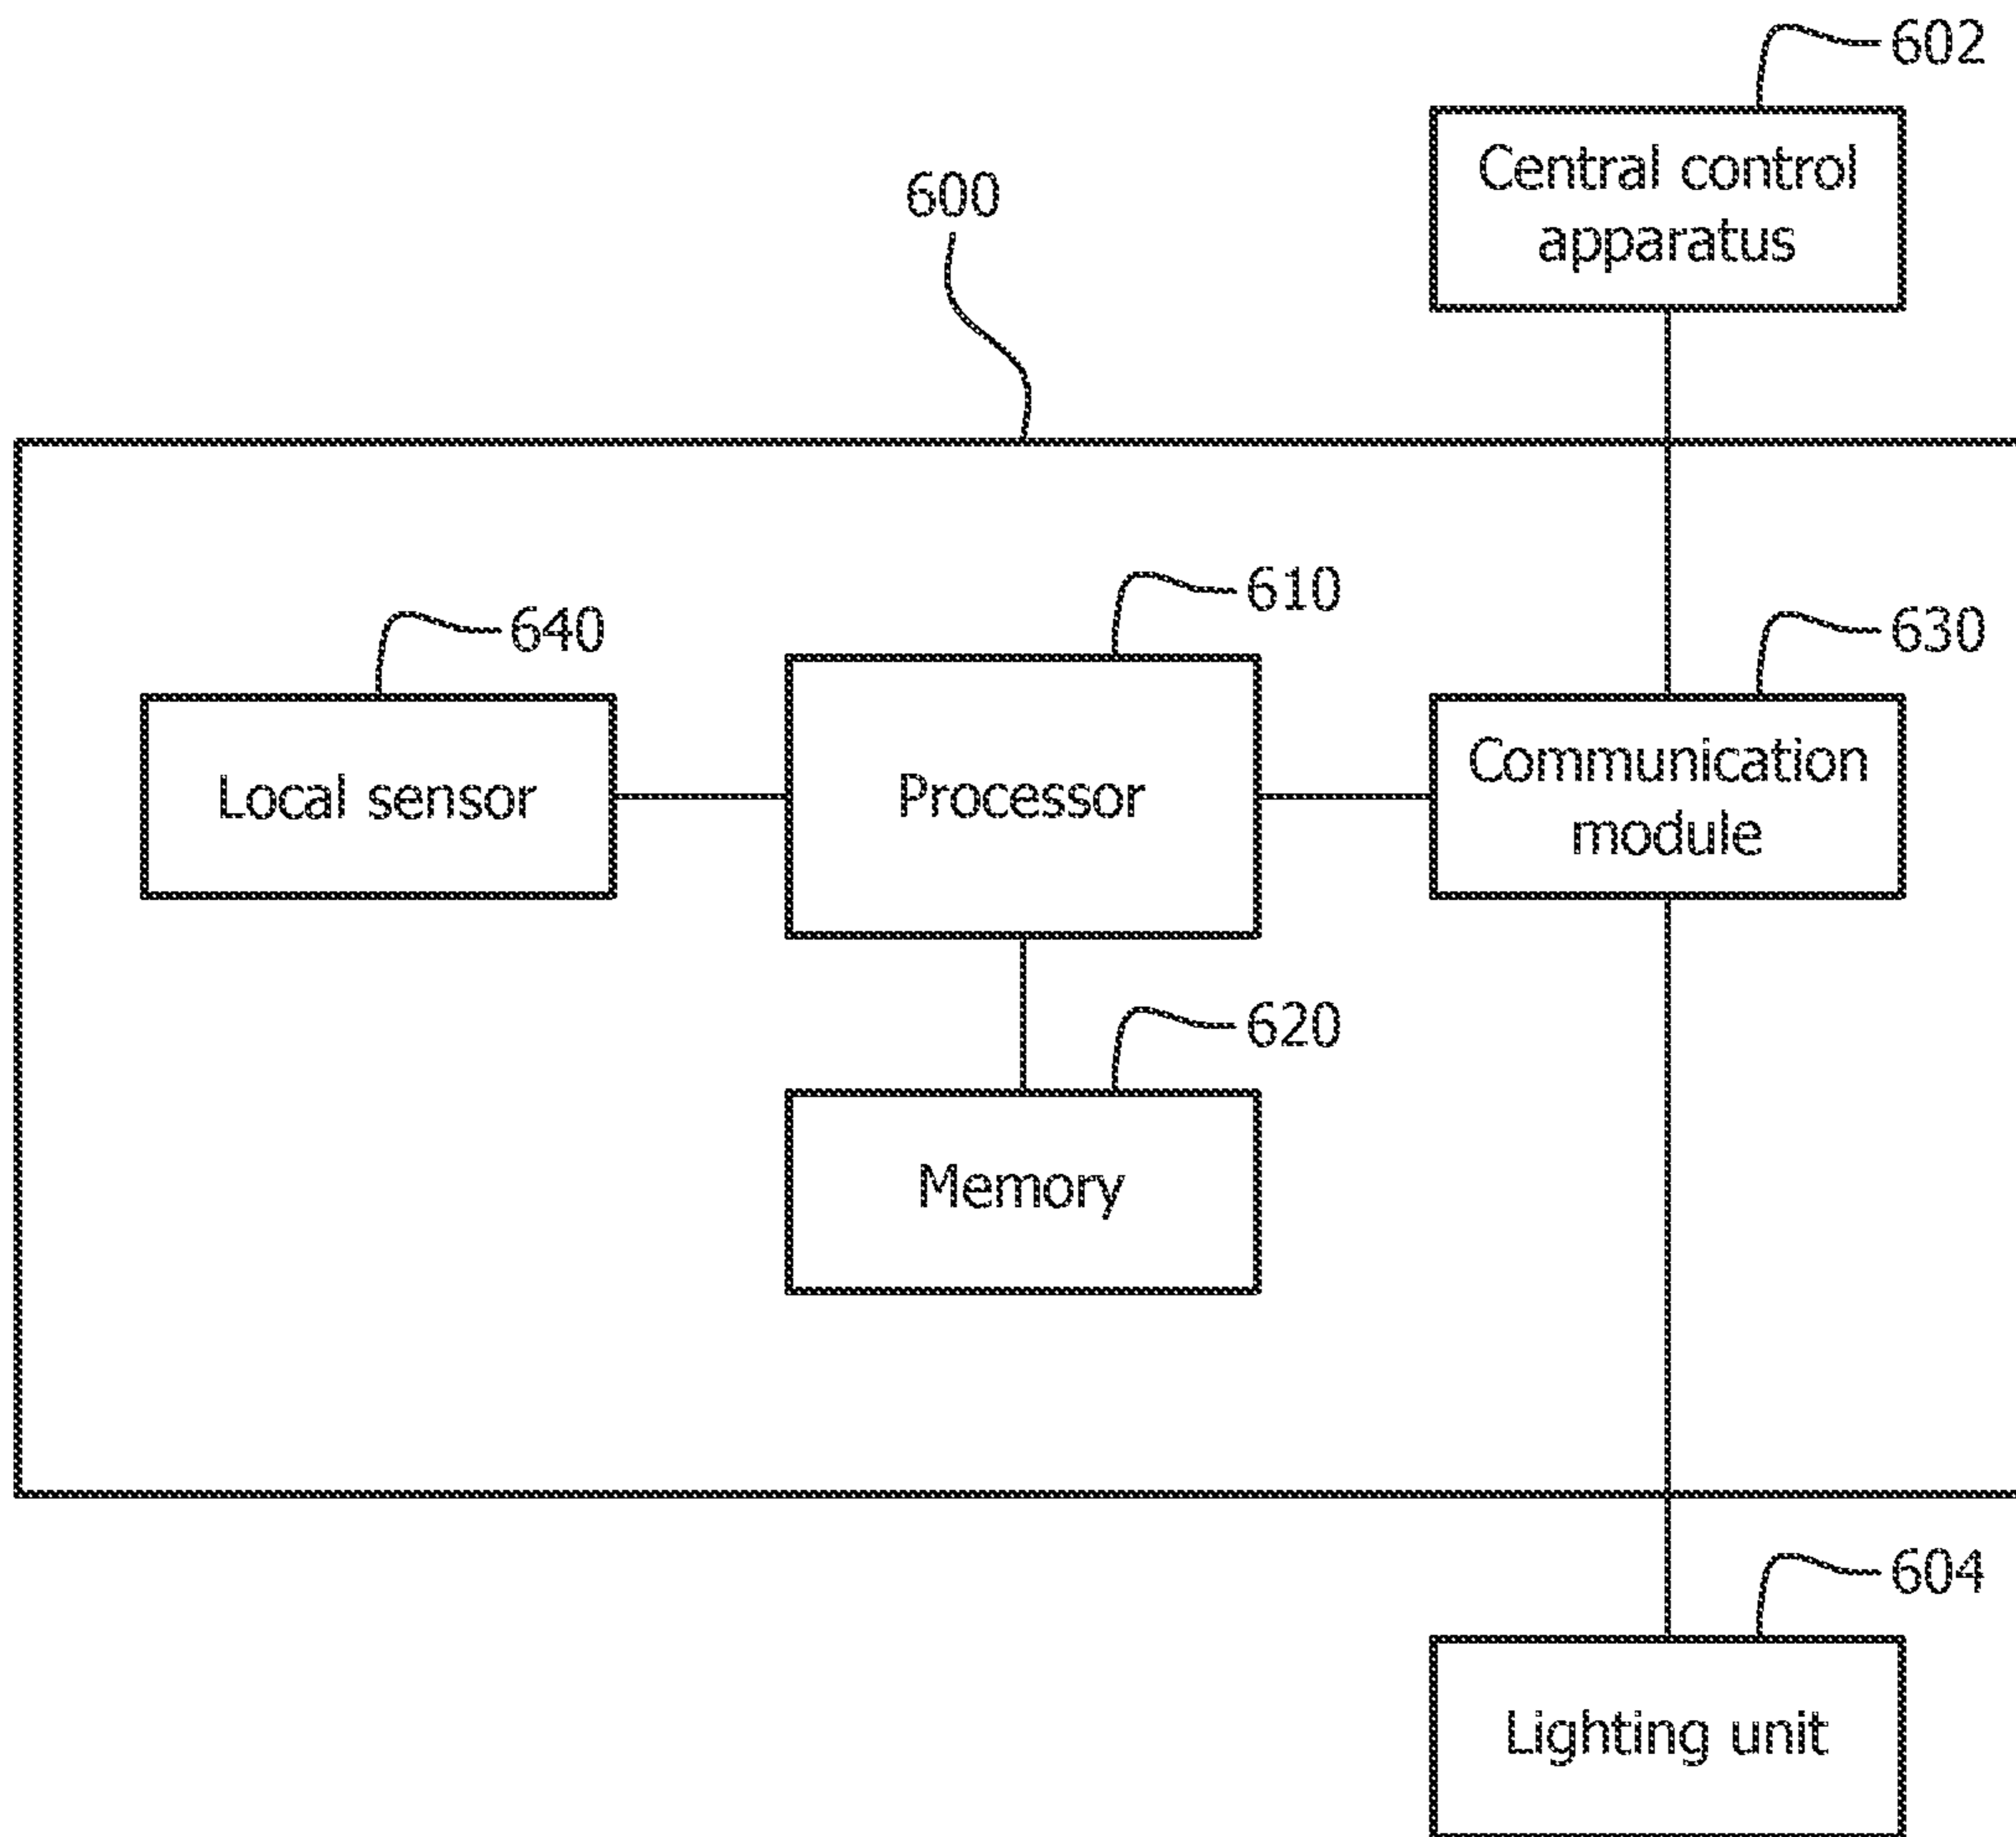 602
Central control
apparatus
600
610
640
630
Local sensor
Processor
Communication
module
620
Memory
604
Lighting unit